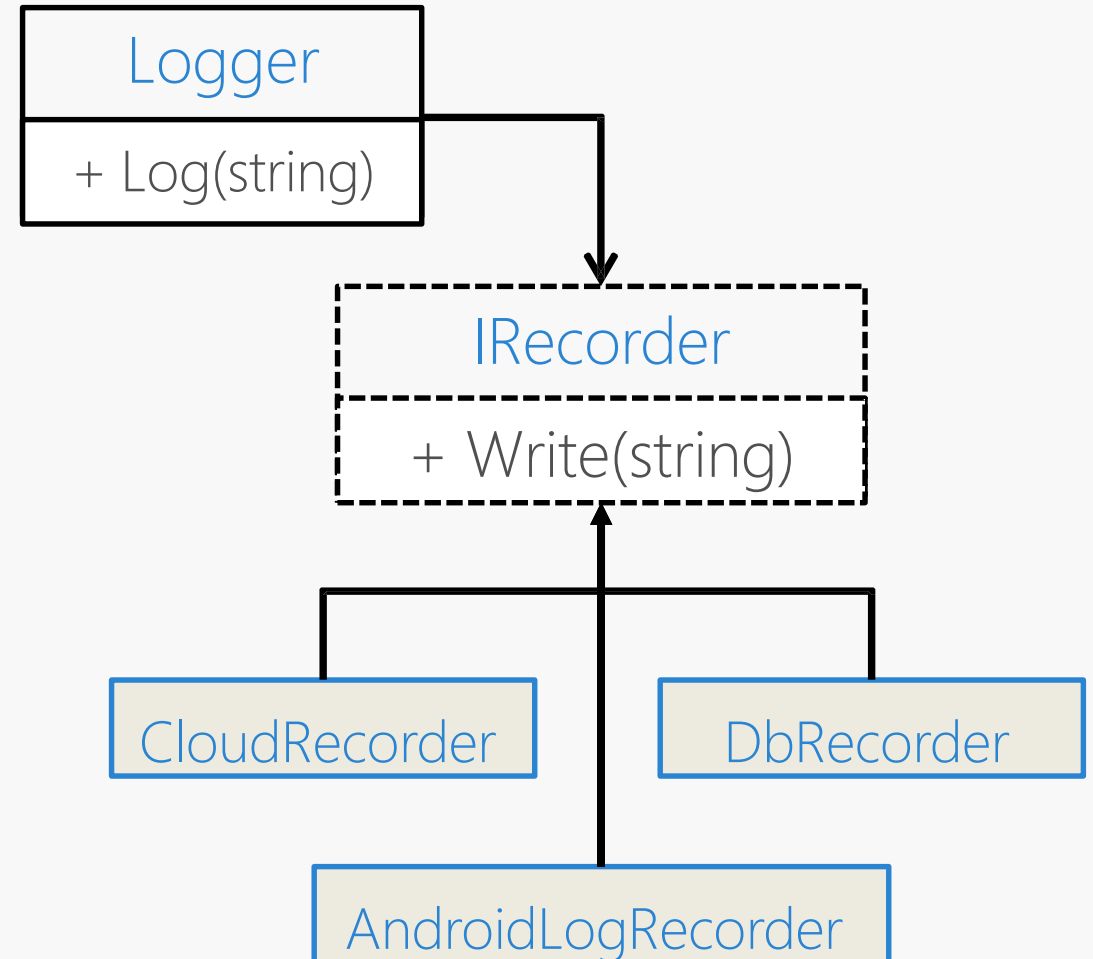 Logger
+ Log(string)
IRecorder
+ Write(string)
CloudRecorder
DbRecorder
AndroidLogRecorder